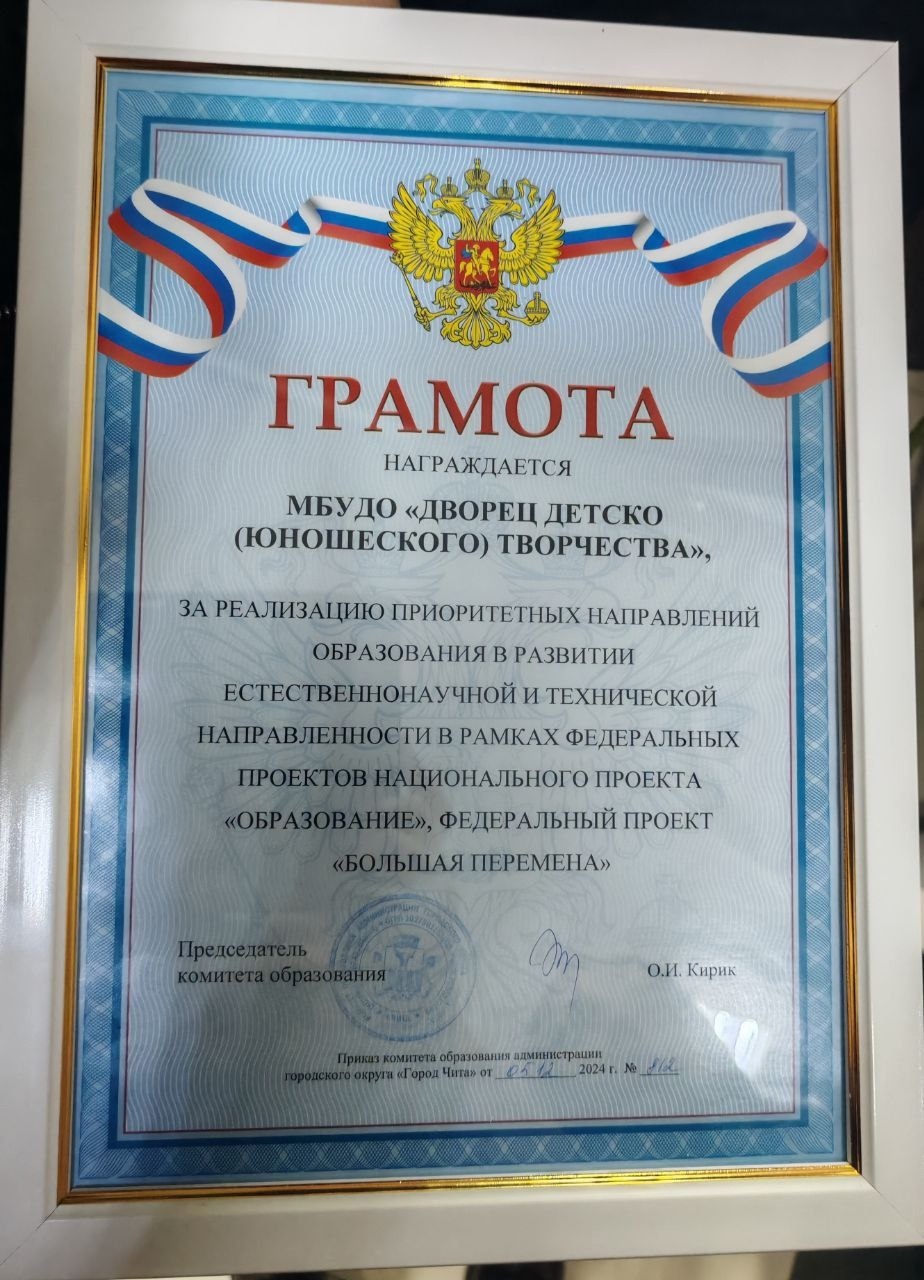 ГРАМОТА
НАГРАЖДАЕТСЯ
МБУДО «ДВОРЕЦ ДЕТСКО
(ЮНОШЕСКОГО) ТВОРЧЕСТВА»,
ЗА РЕАЛИЗАЦИЮ ПРИОРИТЕТНЫХ НАПРАВЛЕНИЙ
ОБРАЗОВАНИЯ В РАЗВИТИИ
ЕСТЕСТВЕННОНАУЧНОЙ И ТЕХНИЧЕСКОЙ
НАПРАВЛЕННОСТИ В РАМКАХ ФЕДЕРАЛЬНЫХ
ПРОЕКТОВ НАЦИОНАЛЬНОГО ПРОЕКТА
«ОБРАЗОВАНИЕ», ФЕДЕРАЛЬНЫЙ ПРОЕКТ
«БОЛЬШАЯ ПЕРЕМЕНА»
Председатель
комитета образования
О.И. Кирик
Приказ комитета образования администрации
городского округа «Город Чита» от 05.12 2024 г. № 812